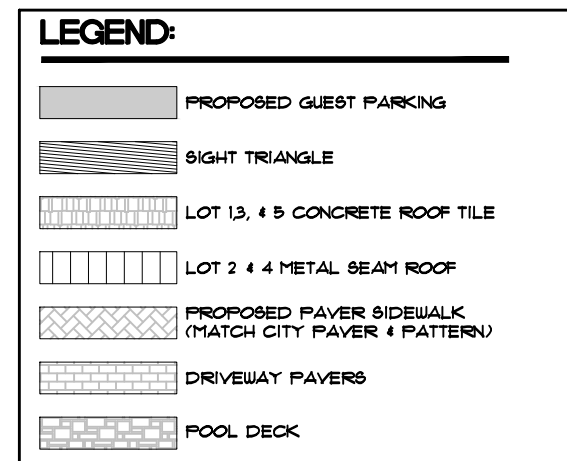 LEGEND:
PROPOSED GUEST PARKING
SIGHT TRIANGLE
LOT 1,3, & 5 CONCRETE ROOF TILE
LOT 2 & 4 METAL SEAM ROOF
PROPOSED PAVER SIDEWALK
(MATCH CITY PAVER & PATTERN)
DRIVEWAY PAVERS
POOL DECK